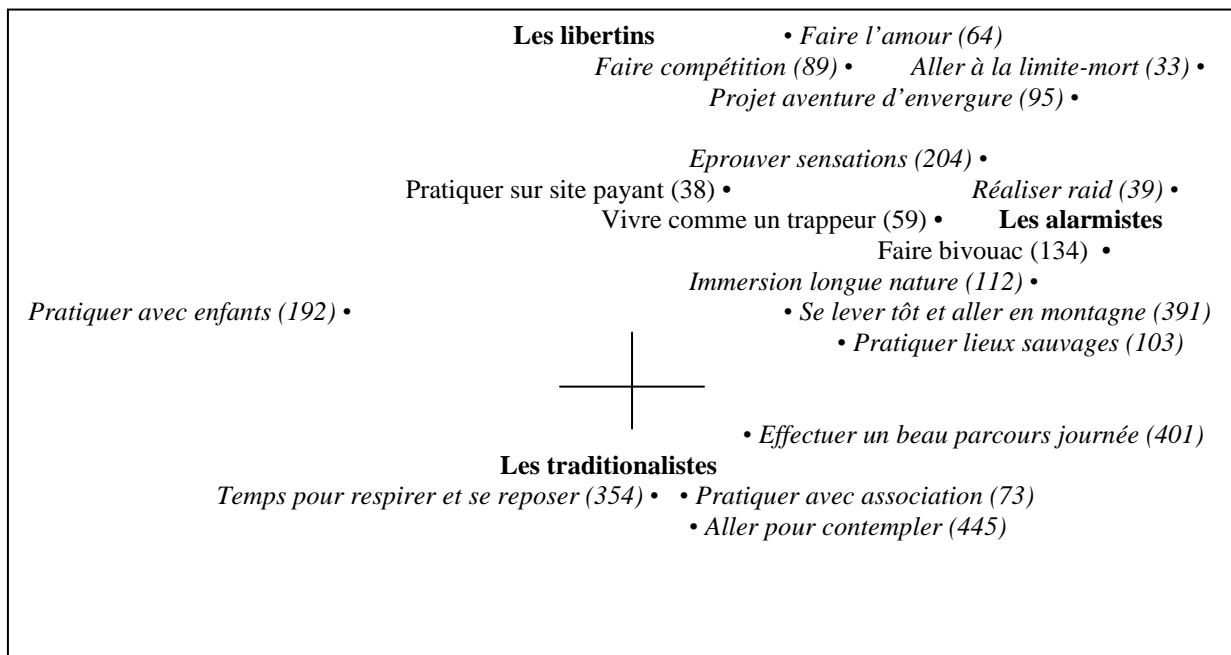 Les libertins • Faire l’amour (64)
Faire compétition (89) • Aller à la limite-mort (33) •
Projet aventure d’envergure (95) •
Eprouver sensations (204) •
Pratiquer sur site payant (38) • Réaliser raid (39) •
Vivre comme un trappeur (59) • Les alarmistes
Faire bivouac (134) •
Immersion longue nature (112) •
Pratiquer avec enfants (192) • • Se lever tôt et aller en montagne (391)
• Pratiquer lieux sauvages (103)
• Effectuer un beau parcours journée (401)
Les traditionalistes
Temps pour respirer et se reposer (354) • • Pratiquer avec association (73)
• Aller pour contempler (445)